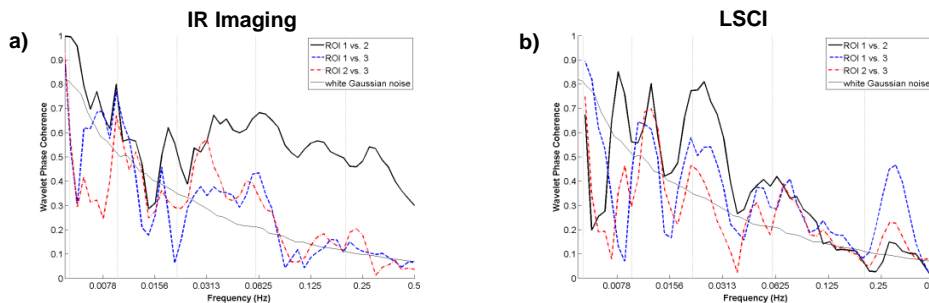 IR Imaging
a)
1
0.9
0.8
0.7
0.6
0.5
0.4
0.3
0.2
0.1
0
Wavelet Phase Coherence
ROI 1 vs. 2
ROI 1 vs. 3
ROI 2 vs. 3
white Gaussian noise
0.0078 0.0156 0.0313 0.0625 0.125 0.25 0.5
Frequency (Hz)
LSCI
b)
1
0.9
0.8
0.7
0.6
0.5
0.4
0.3
0.2
0.1
0
Wavelet Phase Coherence
ROI 1 vs. 2
ROI 1 vs. 3
ROI 2 vs. 3
white Gaussian noise
0.0078 0.0156 0.0313 0.0625 0.125 0.25
Frequency (Hz)